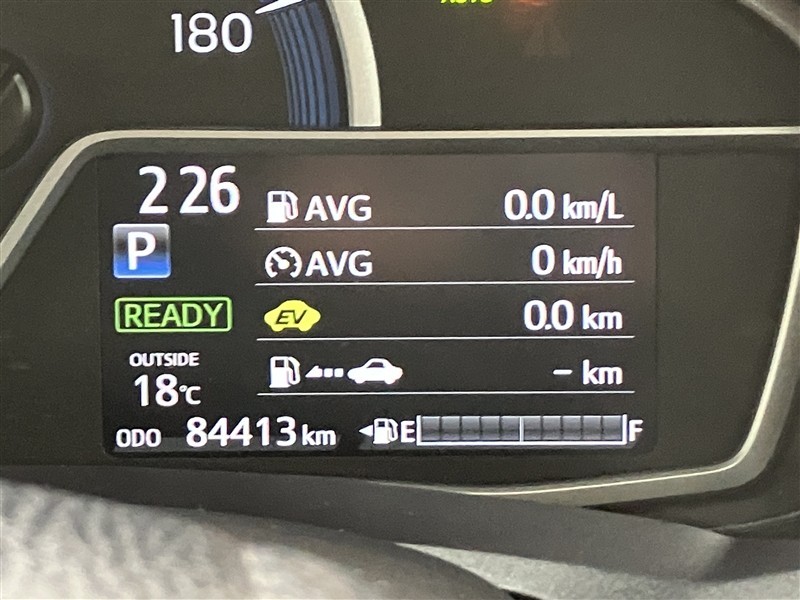 180
2 26
AVG 0.0 km/L
P
AVG 0 km/h
READY
EV 0.0 km
OUTSIDE
18°C
– km
ODO 84413 km
E F